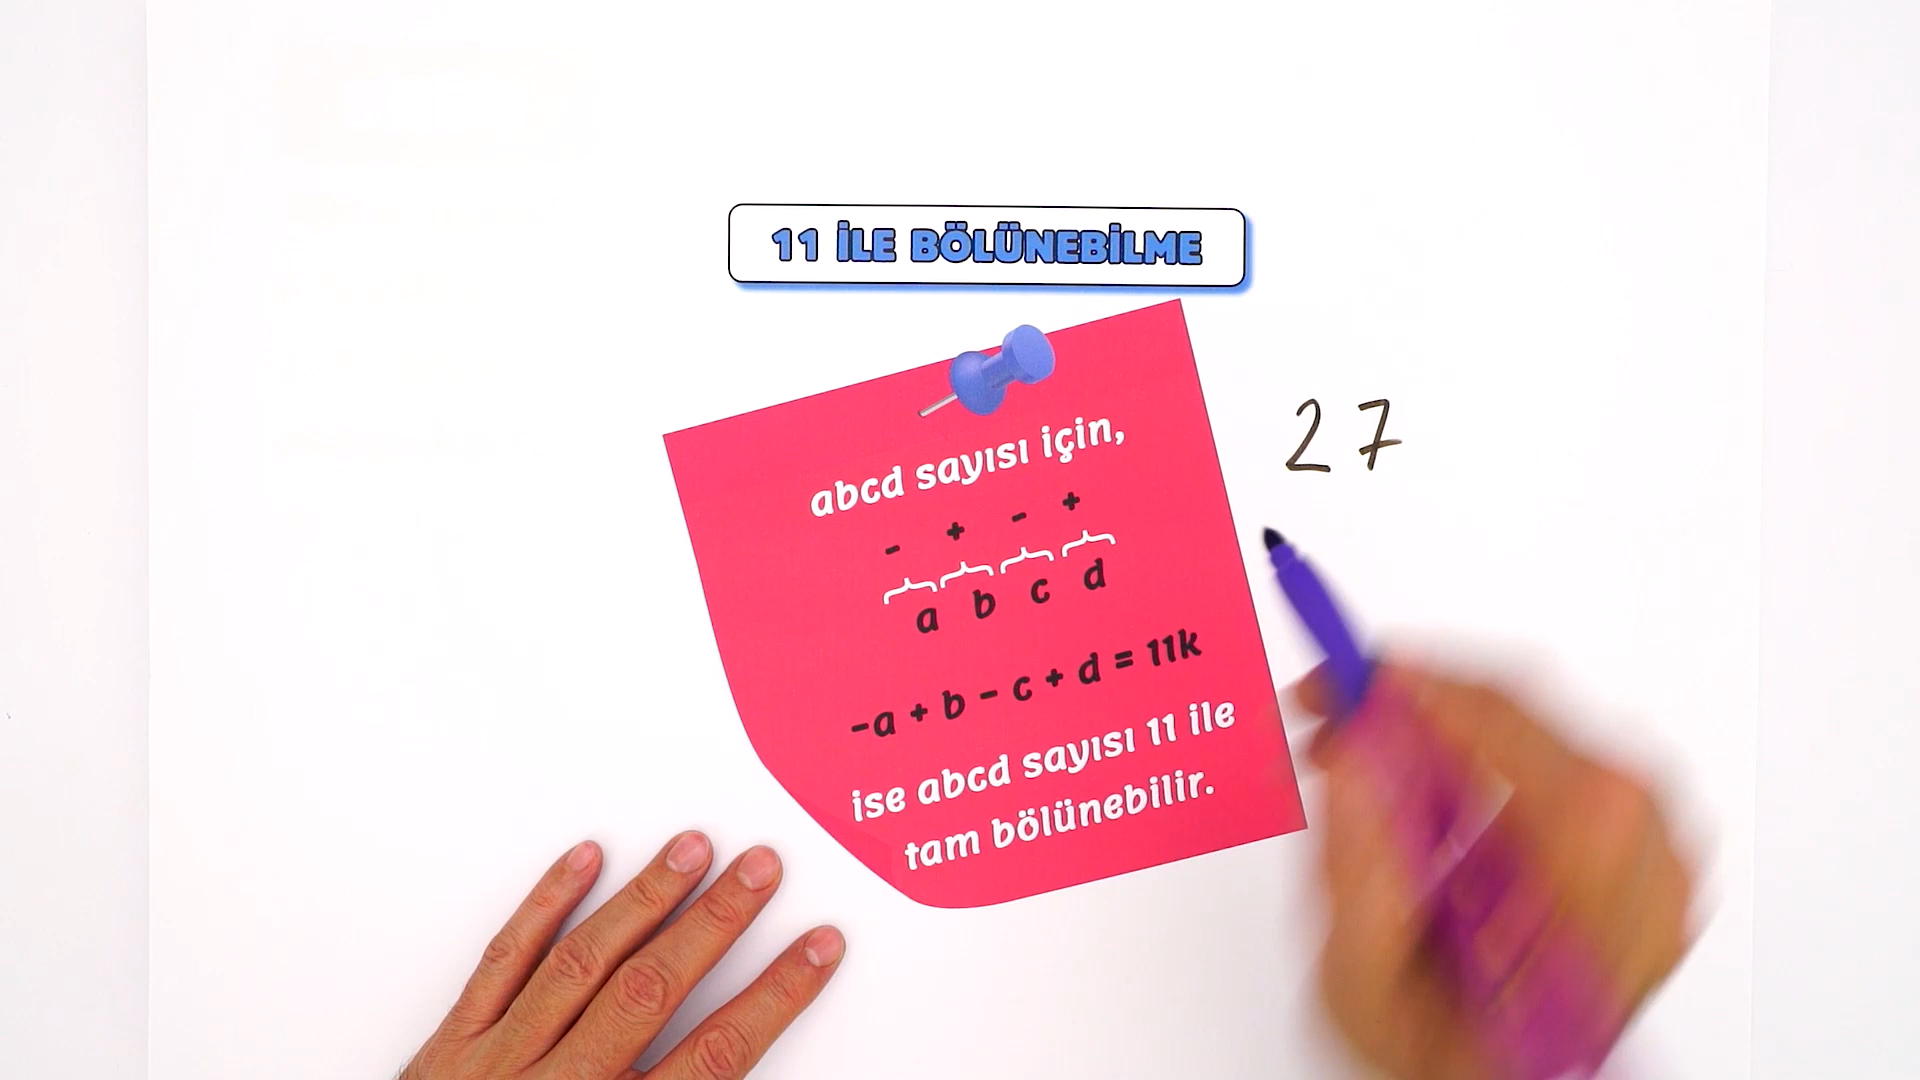 11 İLE BÖLÜNEBİLME
abcd sayısı için,
- + - +
a b c d
-a + b - c + d = 11k
ise abcd sayısı 11 ile
tam bölünebilir.
27